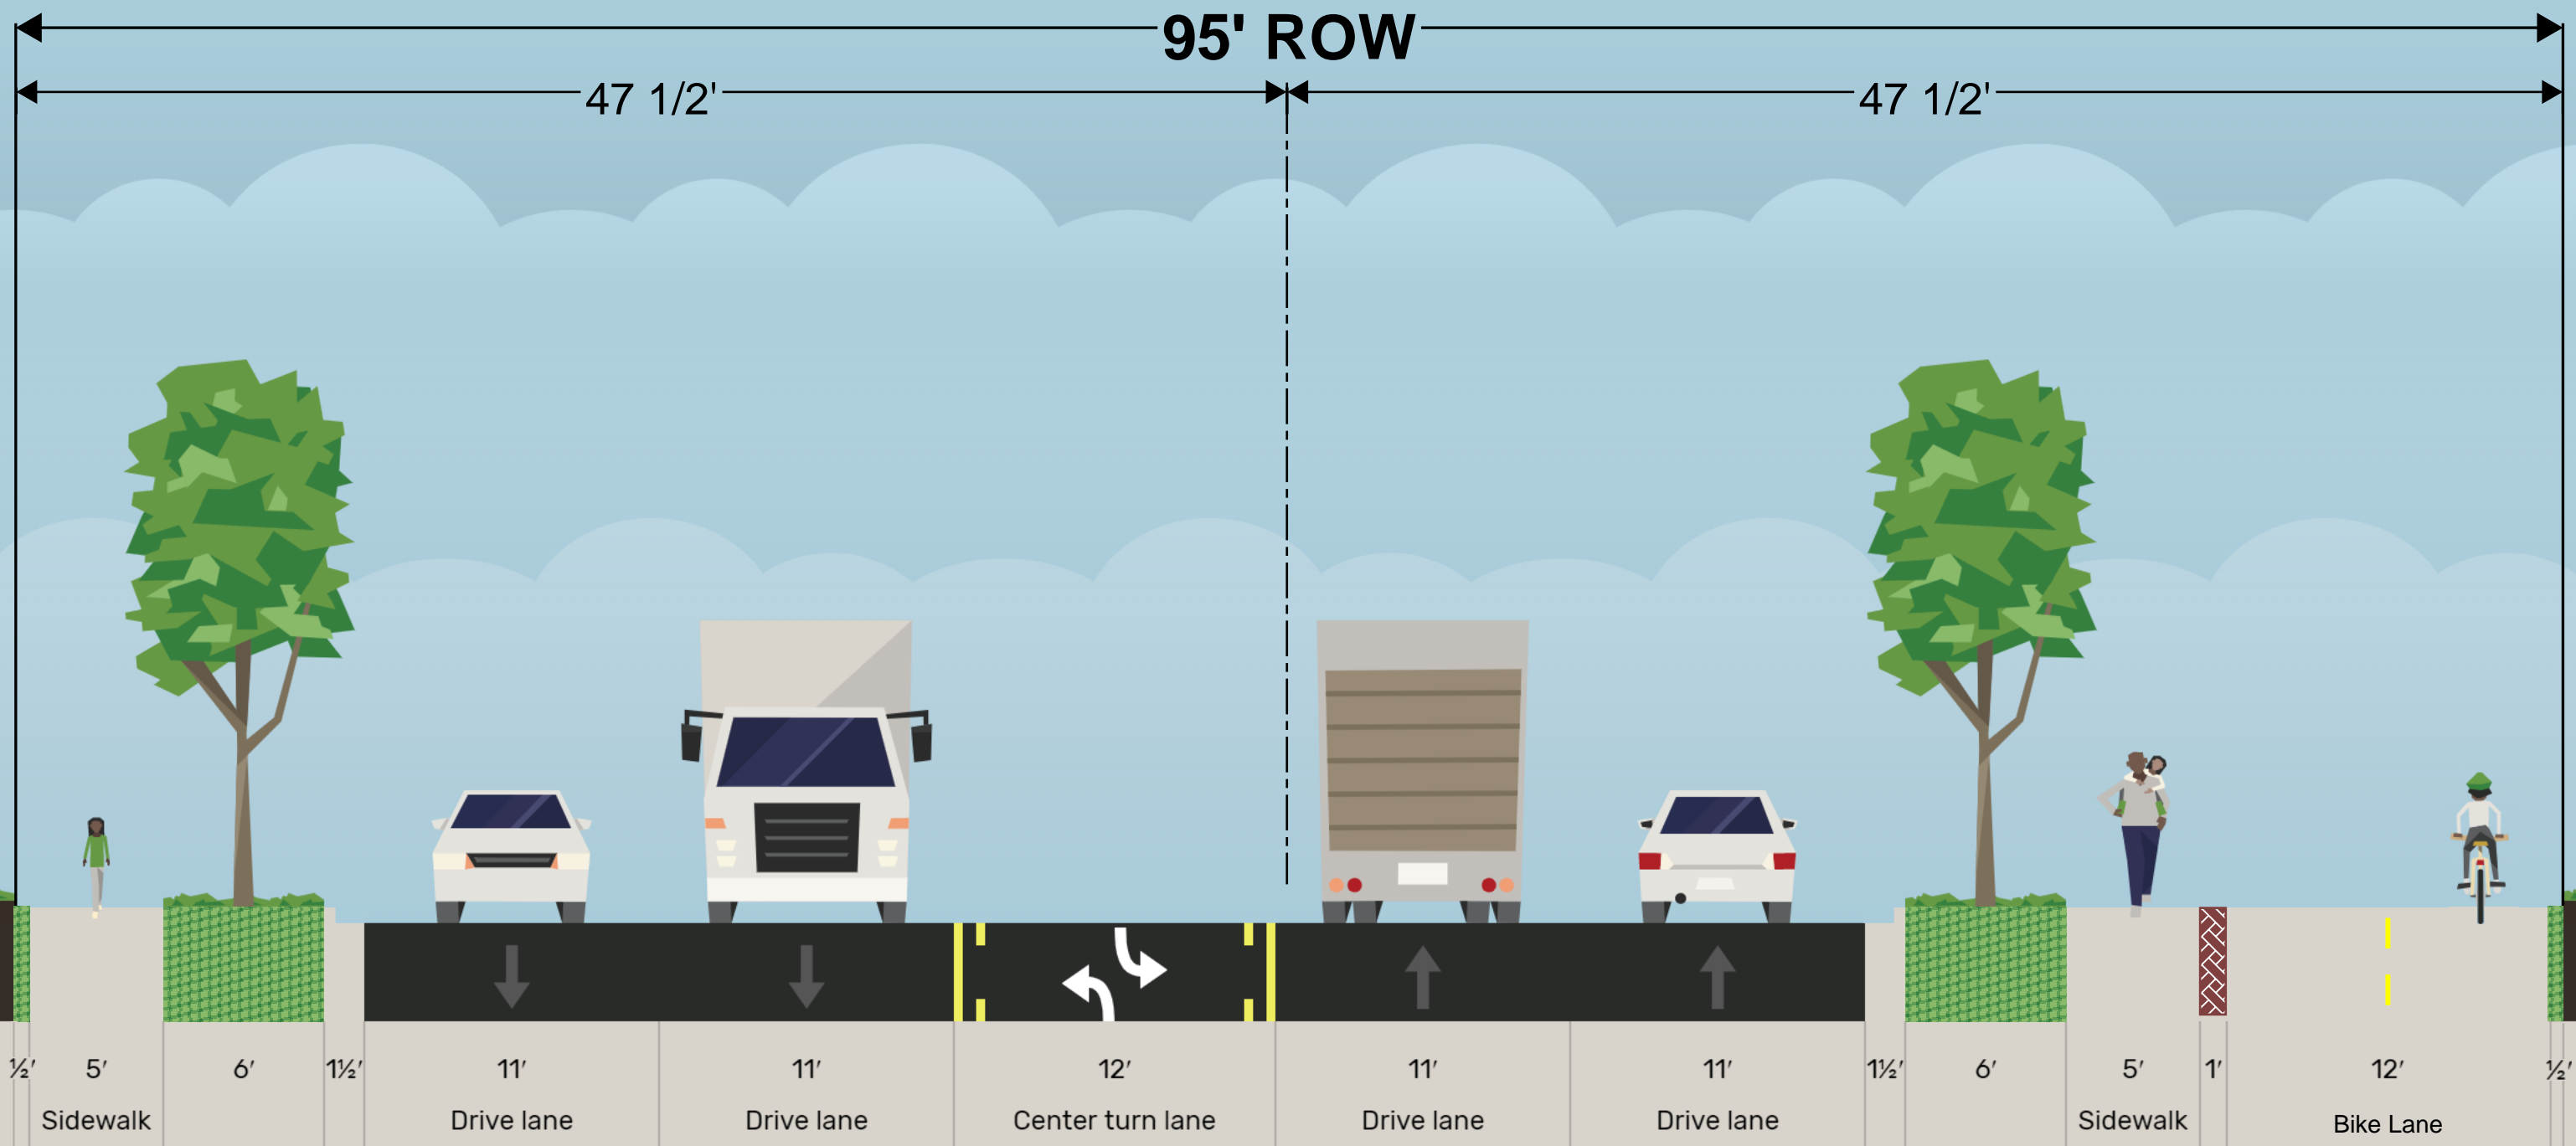 95' ROW
47 1/2' 47 1/2'
½' 5' 6' 1½' 11' 11' 12' 11' 11' 1½' 6' 5' 1' 12' ½'
Sidewalk Drive lane Drive lane Center turn lane Drive lane Drive lane Sidewalk Bike Lane